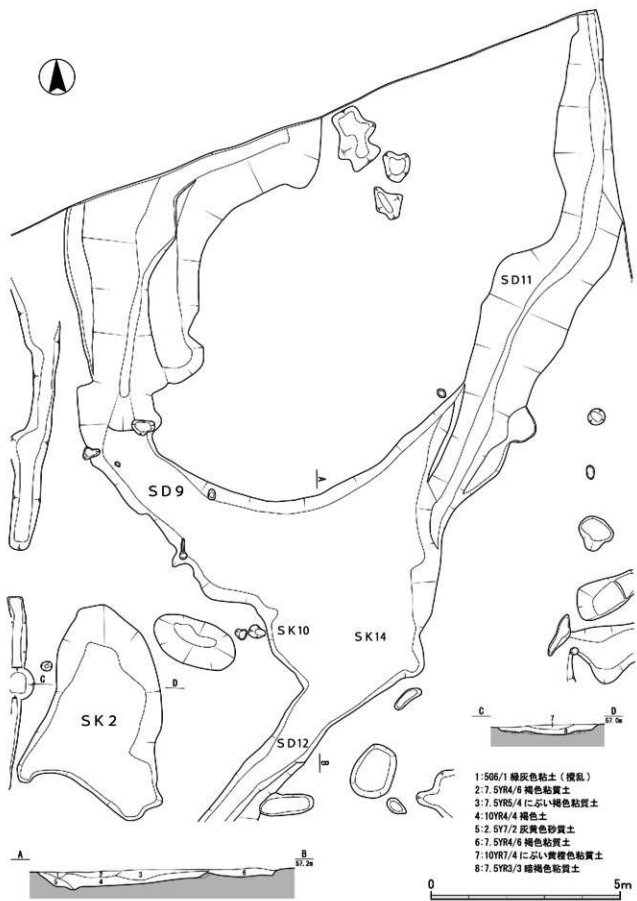 SD11
A
SD9
SK10
SK14
C
D
SK2
SD12
B
C
D
57.0m
7
1:5G6/1 緑灰色粘土(攪乱)
2:7.5YR4/6 褐色粘質土
3:7.5YR5/4 にぶい褐色粘質土
4:10YR4/4 褐色土
5:2.5Y7/2 灰黄色砂質土
6:7.5YR4/6 褐色粘質土
7:10YR7/4 にぶい黄橙色粘質土
8:7.5YR3/3 暗褐色粘質土
A
B
57.2m
3
4
6
0
5m